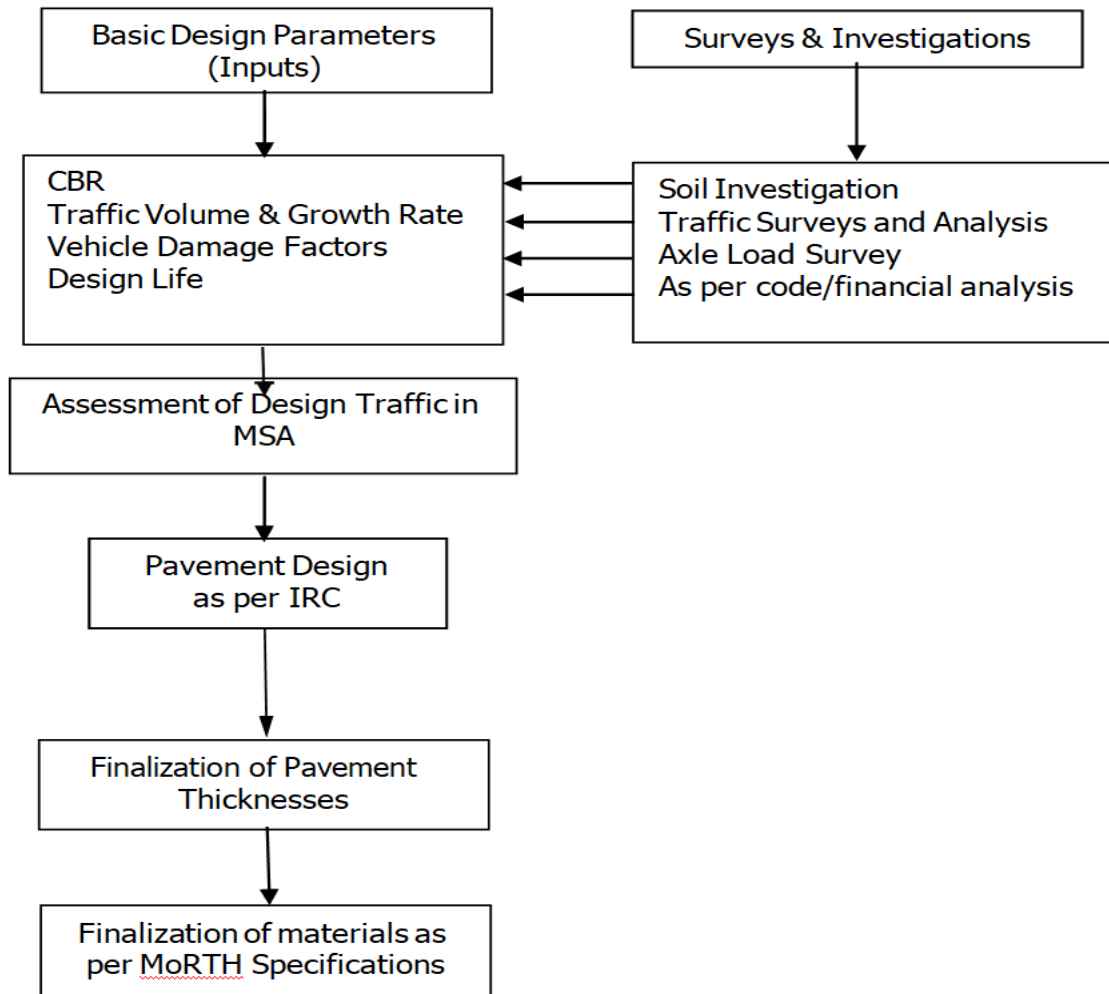 Basic Design Parameters
(Inputs)
Surveys & Investigations
CBR
Traffic Volume & Growth Rate
Vehicle Damage Factors
Design Life
Soil Investigation
Traffic Surveys and Analysis
Axle Load Survey
As per code/financial analysis
Assessment of Design Traffic in
MSA
Pavement Design
as per IRC
Finalization of Pavement
Thicknesses
Finalization of materials as
per MoRTH Specifications